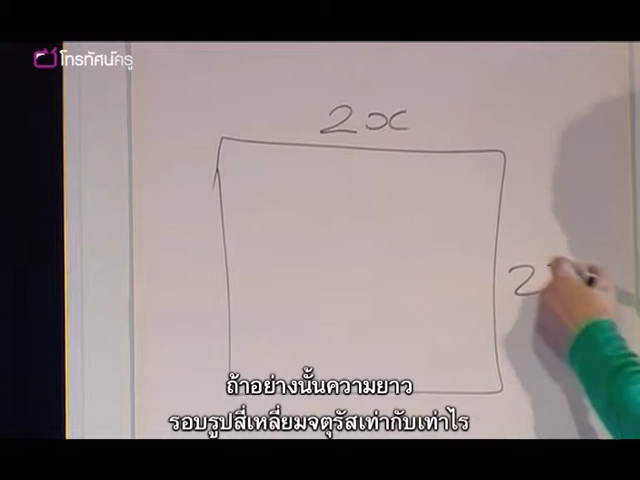 โทรทัศน์ครู
2x
2
ถ้าอย่างนั้นความยาว
รอบรูปสี่เหลี่ยมจตุรัสเท่ากับเท่าไร